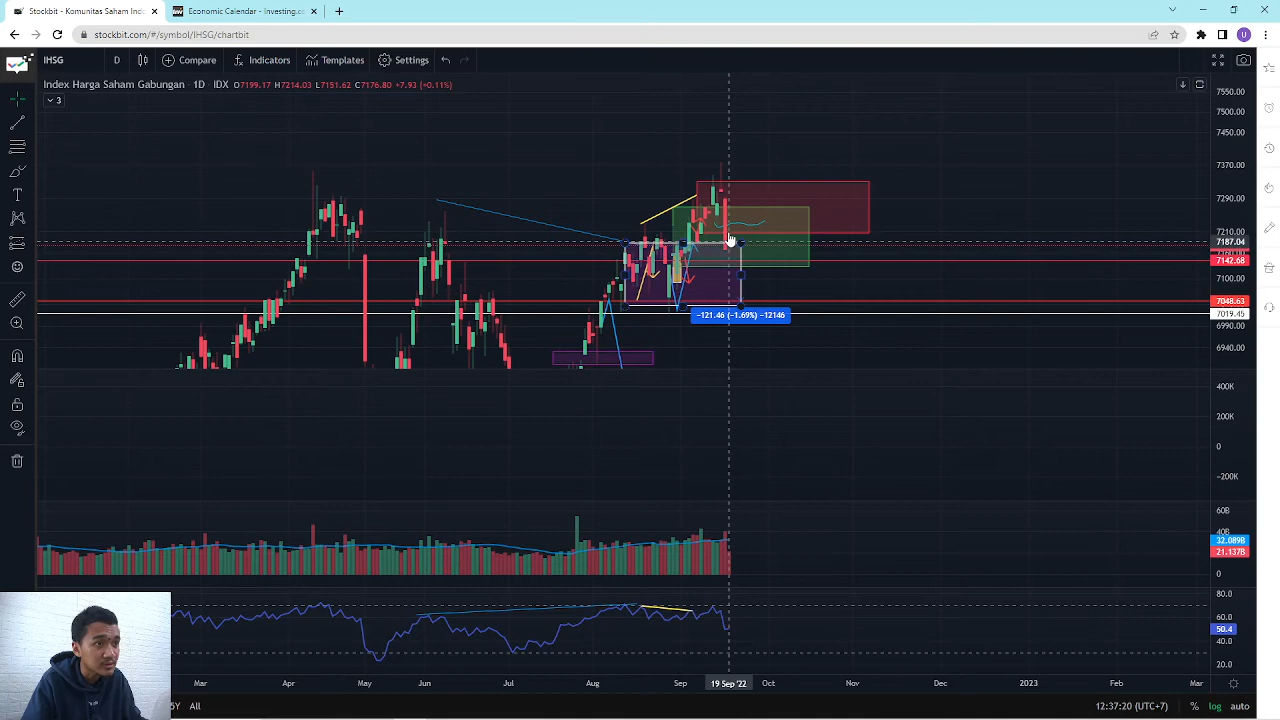 Stockbit - Komunitas Saham Indo
Economic Calendar - Investing.co
stockbit.com/#/symbol/IHSG/chartbit
U
IHSG
D
Compare
Indicators
Templates
Settings
Index Harga Saham Gabungan · 1D · IDX O7199.17 H7214.03 L7151.62 C7176.80 +7.93 (+0.11%)
3
7550.00
7500.00
7450.00
7370.00
7290.00
7210.00
7187.04
7142.68
7100.00
7048.63
7019.45
6990.00
6940.00
−121.46 (−1.69%) −12146
400K
200K
0
−200K
60B
40B
32.089B
21.137B
0
80.0
60.0
50.4
40.0
20.0
Mar
Apr
May
Jun
Jul
Aug
Sep
19 Sep '22
Oct
Nov
Dec
2023
Feb
Mar
5Y
All
12:37:20 (UTC+7)
%
log
auto